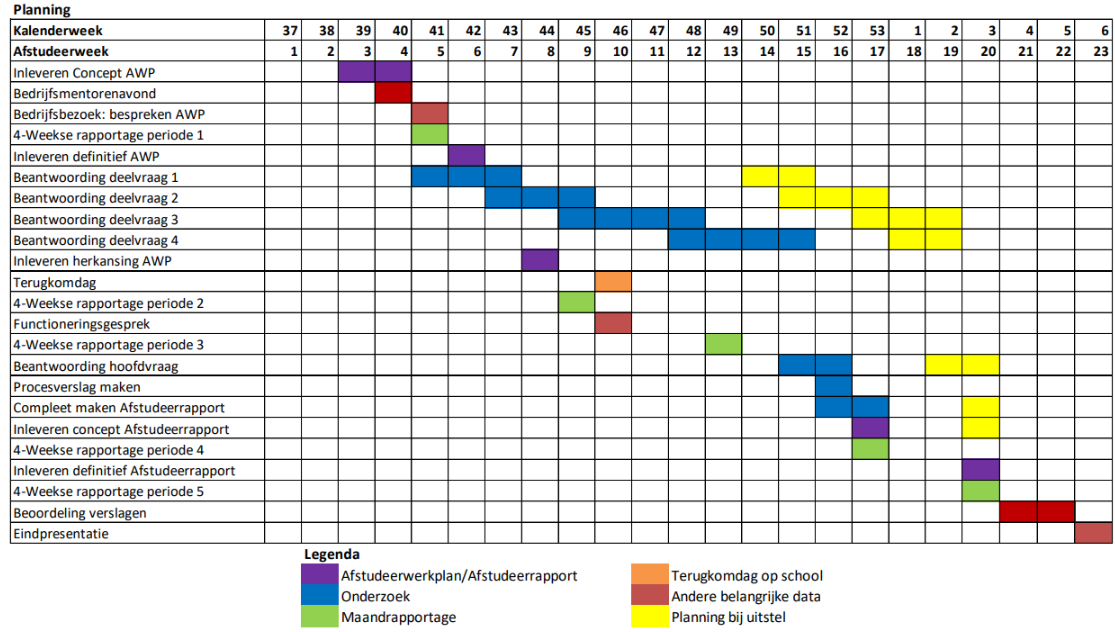 Planning
Kalenderweek 37 38 39 40 41 42 43 44 45 46 47 48 49 50 51 52 53 1 2 3 4 5 6
Afstudeerweek 1 2 3 4 5 6 7 8 9 10 11 12 13 14 15 16 17 18 19 20 21 22 23
Inleveren Concept AWP
Bedrijfsmentorenavond
Bedrijfsbezoek: bespreken AWP
4-Weekse rapportage periode 1
Inleveren definitief AWP
Beantwoording deelvraag 1
Beantwoording deelvraag 2
Beantwoording deelvraag 3
Beantwoording deelvraag 4
Inleveren herkansing AWP
Terugkomdag
4-Weekse rapportage periode 2
Functioneringsgesprek
4-Weekse rapportage periode 3
Beantwoording hoofdvraag
Procesverslag maken
Compleet maken Afstudeerrapport
Inleveren concept Afstudeerrapport
4-Weekse rapportage periode 4
Inleveren definitief Afstudeerrapport
4-Weekse rapportage periode 5
Beoordeling verslagen
Eindpresentatie
Legenda
Afstudeerwerkplan/Afstudeerrapport Terugkomdag op school
Onderzoek Andere belangrijke data
Maandrapportage Planning bij uitstel